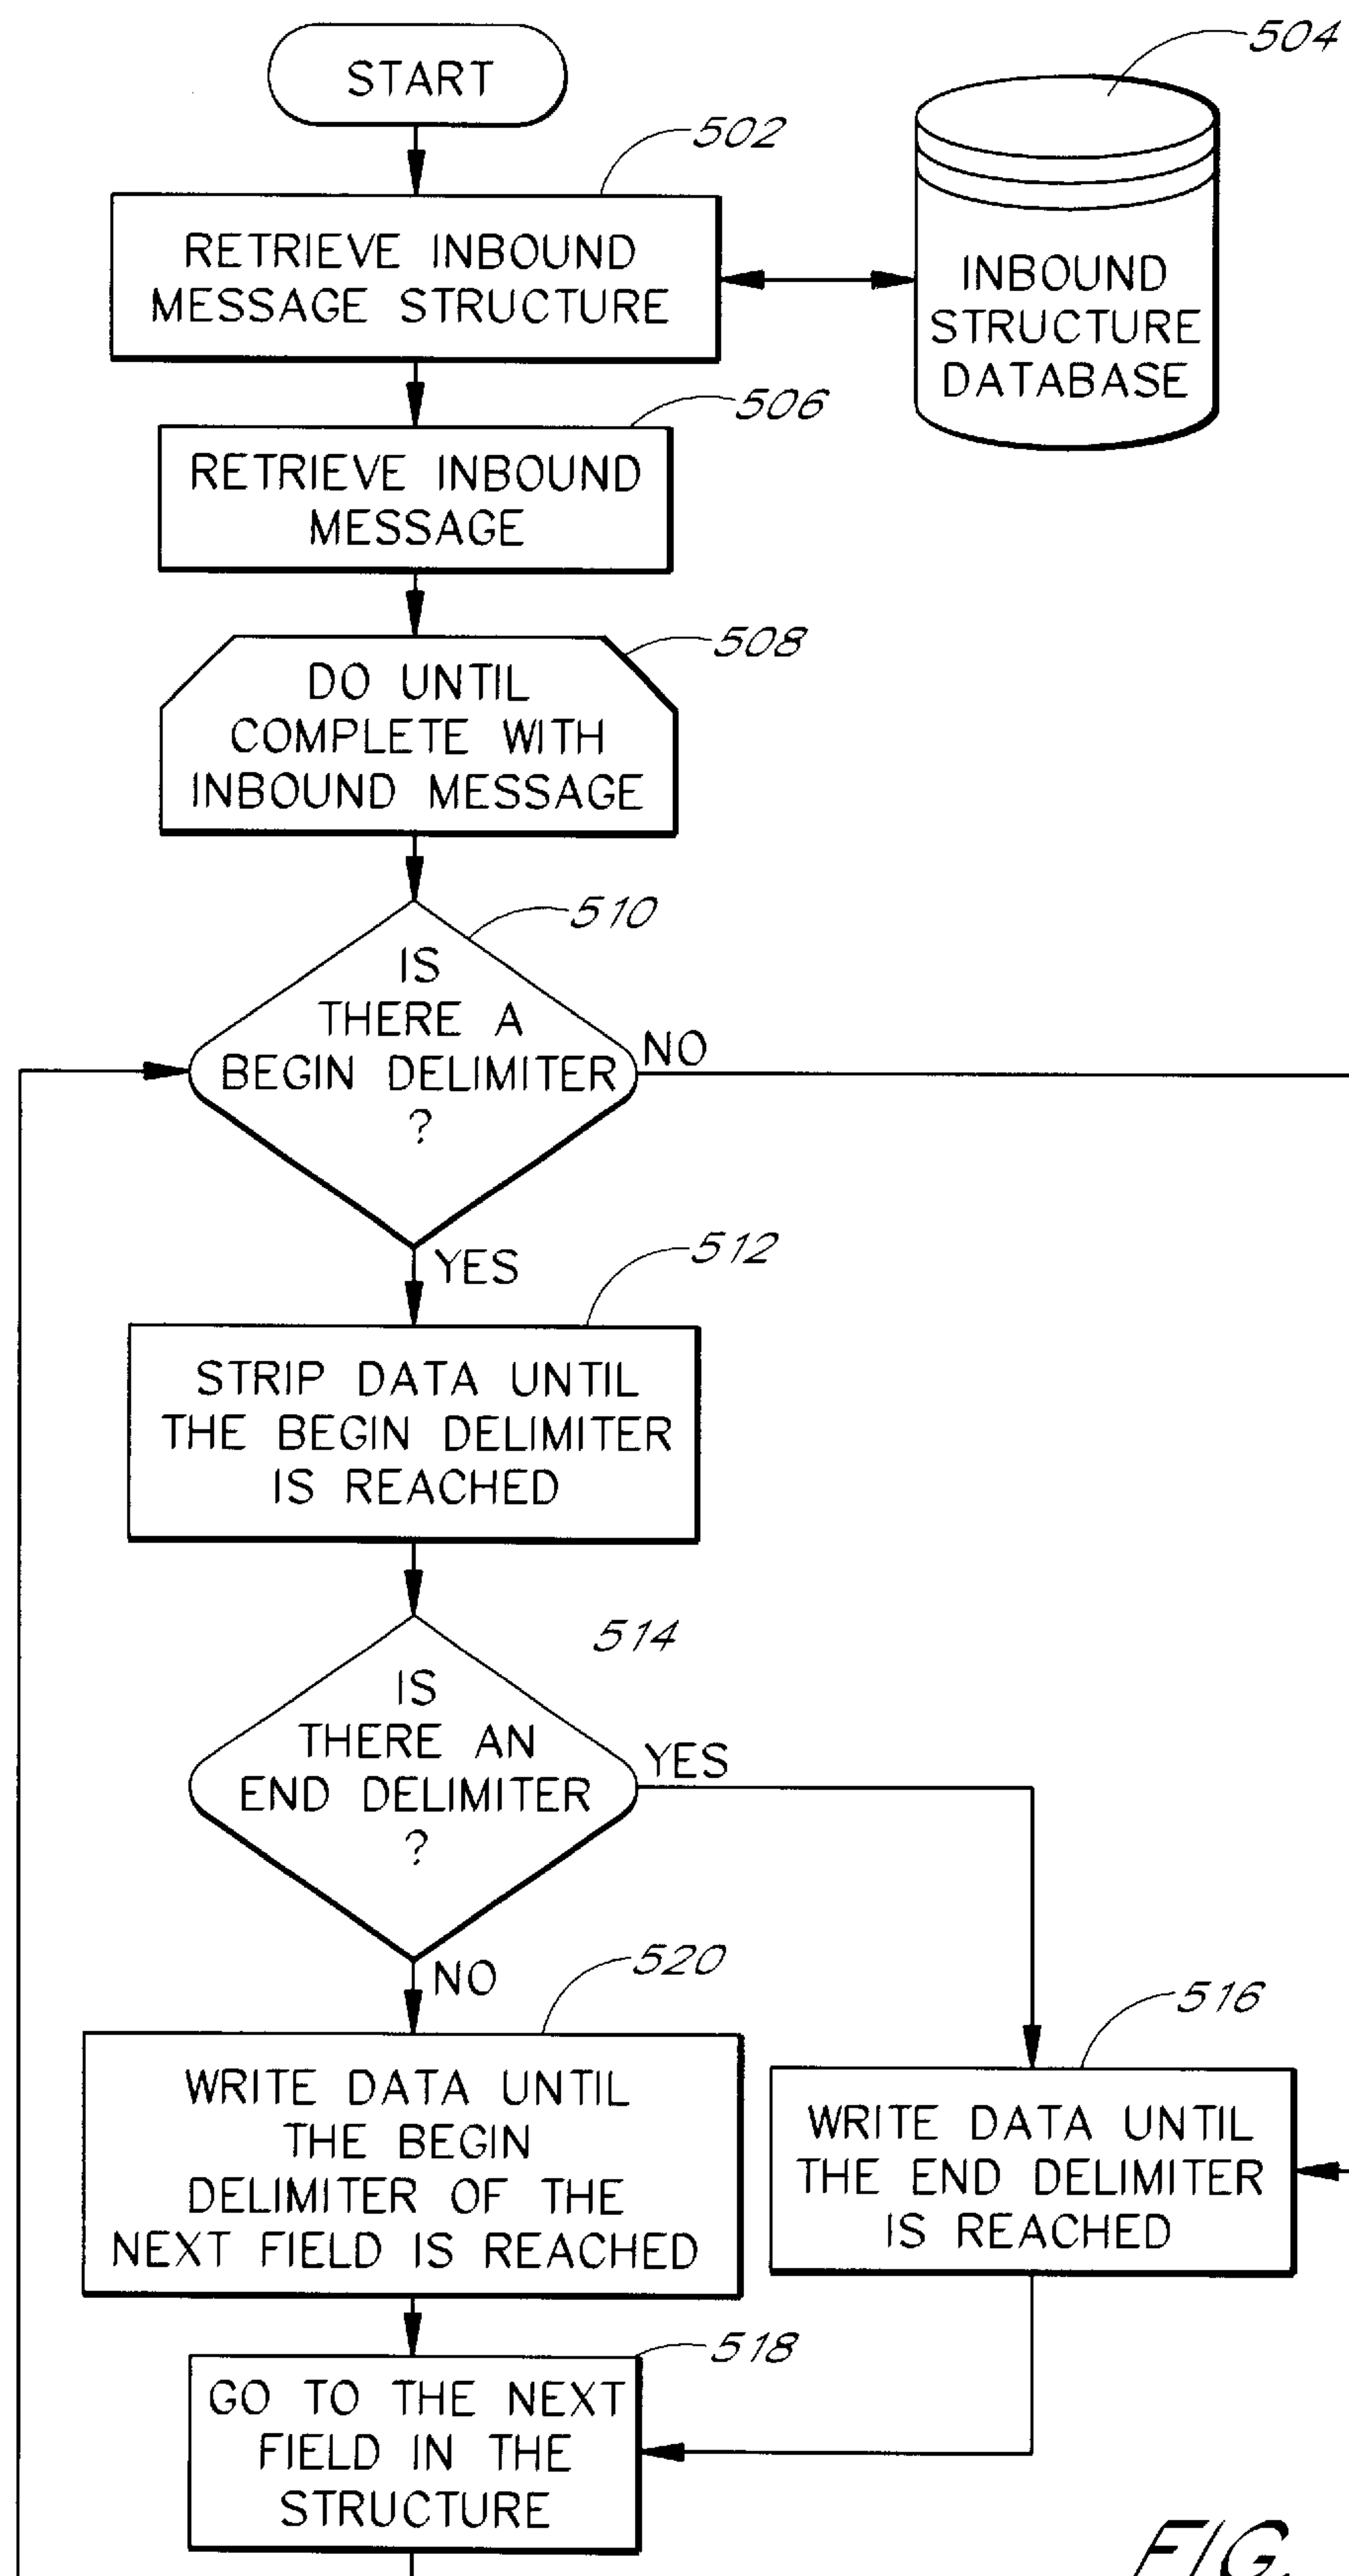 START
504
502
RETRIEVE INBOUND
MESSAGE STRUCTURE
INBOUND
STRUCTURE
DATABASE
506
RETRIEVE INBOUND
MESSAGE
508
DO UNTIL
COMPLETE WITH
INBOUND MESSAGE
510
IS
THERE A
BEGIN DELIMITER
?
NO
YES
512
STRIP DATA UNTIL
THE BEGIN DELIMITER
IS REACHED
514
IS
THERE AN
END DELIMITER
?
YES
NO
520
WRITE DATA UNTIL
THE BEGIN
DELIMITER OF THE
NEXT FIELD IS REACHED
516
WRITE DATA UNTIL
THE END DELIMITER
IS REACHED
518
GO TO THE NEXT
FIELD IN THE
STRUCTURE
FIG.